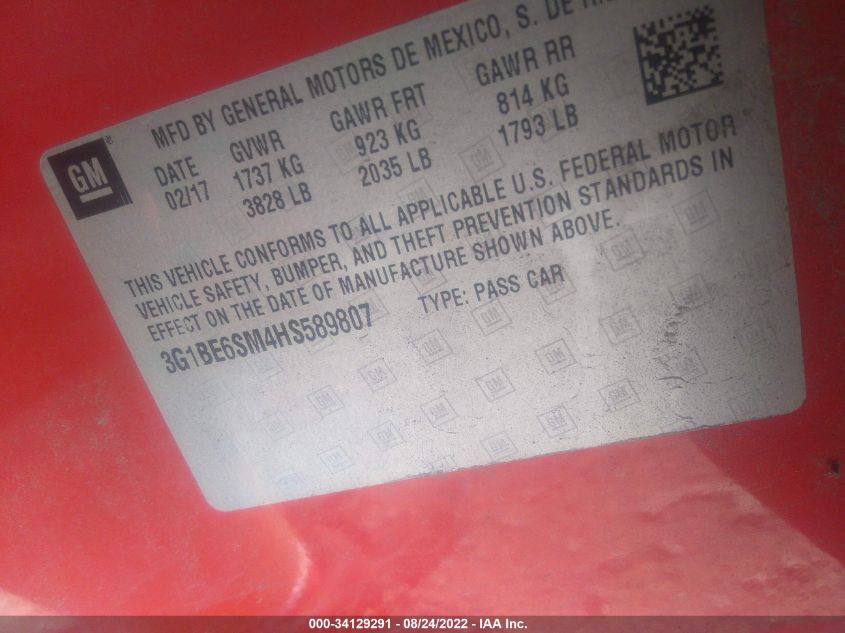 MFD BY GENERAL MOTORS DE MEXICO, S. DE
GM
DATE GVWR GAWR FRT GAWR RR
02/17 1737 KG 923 KG 814 KG
3828 LB 2035 LB 1793 LB
THIS VEHICLE CONFORMS TO ALL APPLICABLE U.S. FEDERAL MOTOR
VEHICLE SAFETY, BUMPER, AND THEFT PREVENTION STANDARDS IN
EFFECT ON THE DATE OF MANUFACTURE SHOWN ABOVE.
3G1BE6SM4HS589807 TYPE: PASS CAR
000-34129291 - 08/24/2022 - IAA Inc.